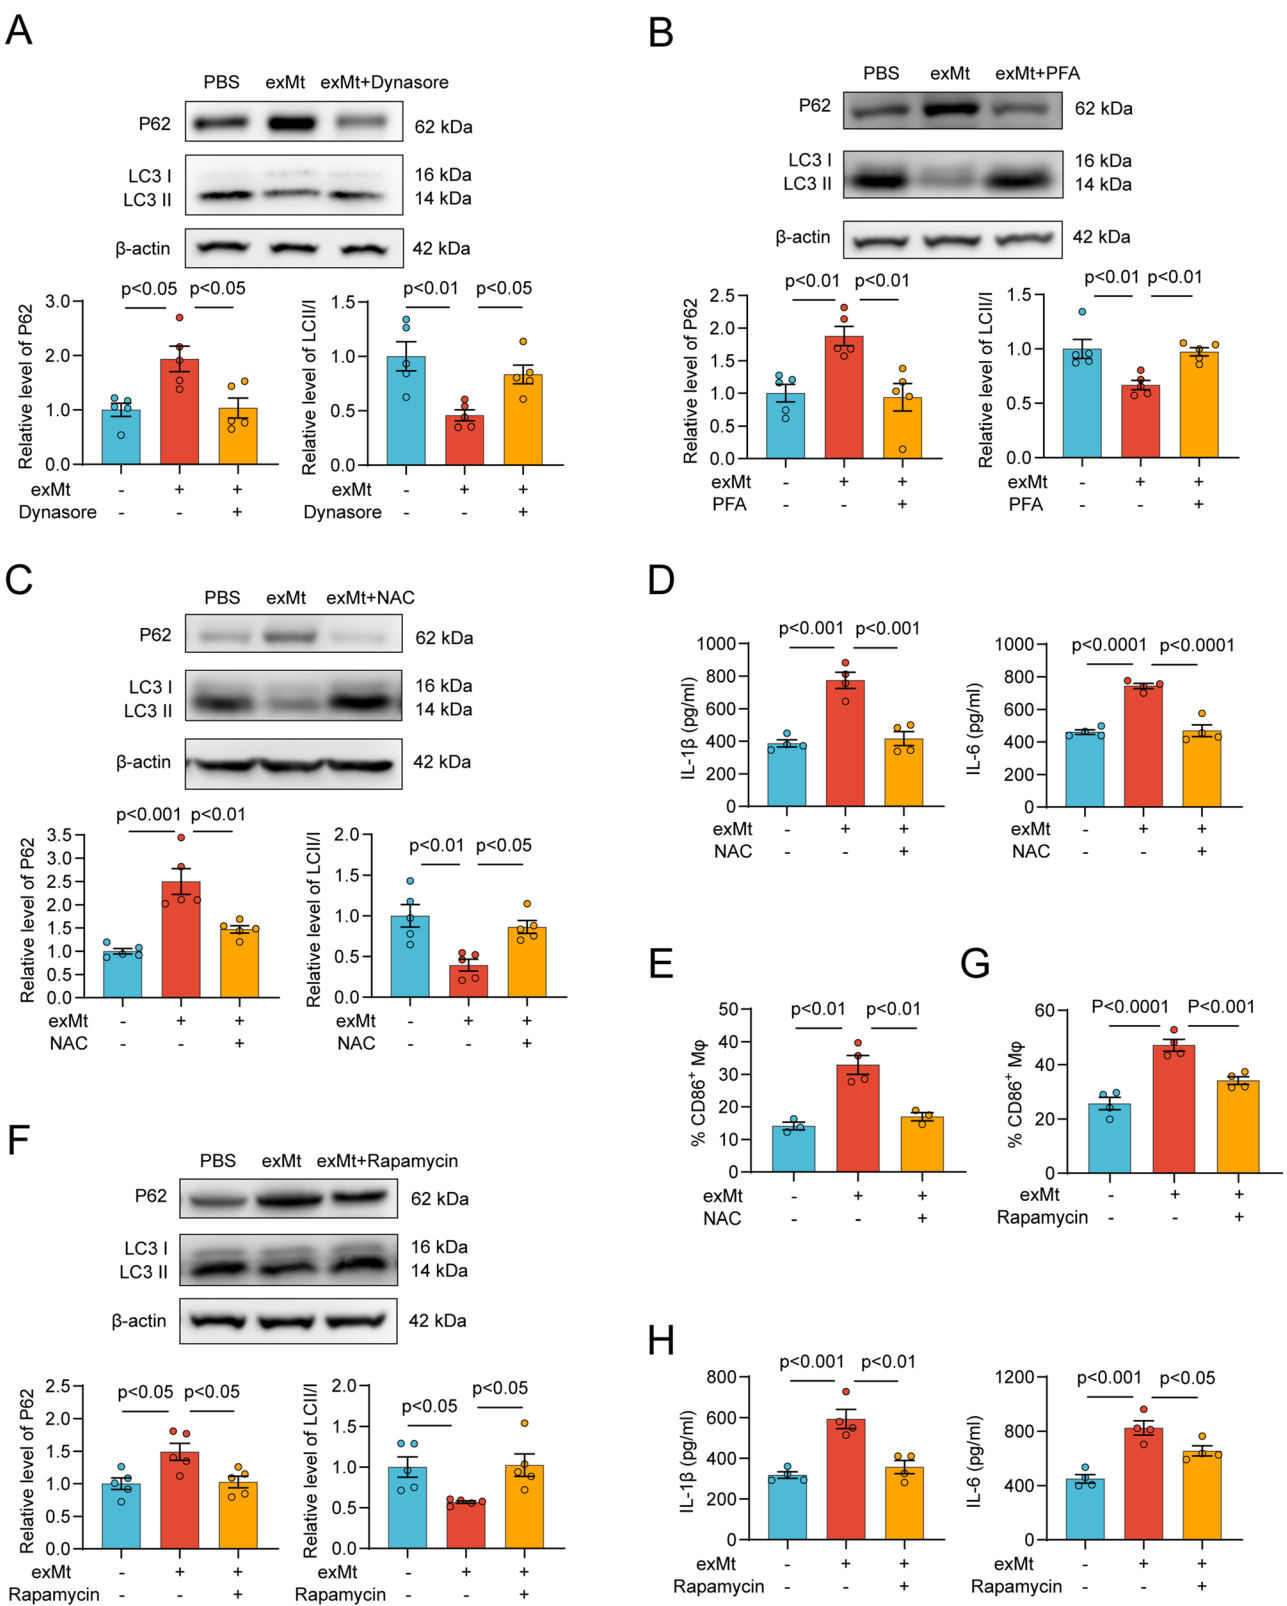 A
PBS exMt exMt+Dynasore
P62 62 kDa
LC3 I 16 kDa
LC3 II 14 kDa
β-actin 42 kDa
p<0.05 p<0.05
Relative level of P62
3.0
2.0
1.0
0.0
exMt - + +
Dynasore - - +
p<0.01 p<0.05
Relative level of LCII/I
1.5
1.0
0.5
0.0
exMt - + +
Dynasore - - +
B
PBS exMt exMt+PFA
P62 62 kDa
LC3 I 16 kDa
LC3 II 14 kDa
β-actin 42 kDa
p<0.01 p<0.01
Relative level of P62
2.5
2.0
1.5
1.0
0.5
0.0
exMt - + +
PFA - - +
p<0.01 p<0.01
Relative level of LCII/I
1.5
1.0
0.5
0.0
exMt - + +
PFA - - +
C
PBS exMt exMt+NAC
P62 62 kDa
LC3 I 16 kDa
LC3 II 14 kDa
β-actin 42 kDa
p<0.001 p<0.01
Relative level of P62
3.5
3.0
2.5
2.0
1.5
1.0
0.5
0.0
exMt - + +
NAC - - +
p<0.01 p<0.05
Relative level of LCII/I
2.0
1.5
1.0
0.5
0.0
exMt - + +
NAC - - +
D
p<0.001 p<0.001
IL-1β (pg/ml)
1000
800
600
400
200
0
exMt - + +
NAC - - +
p<0.0001 p<0.0001
IL-6 (pg/ml)
1000
800
600
400
200
0
exMt - + +
NAC - - +
E
p<0.01 p<0.01
% CD86+ Mφ
50
40
30
20
10
0
exMt - + +
NAC - - +
G
P<0.0001 P<0.001
% CD86+ Mφ
60
40
20
0
exMt - + +
Rapamycin - - +
F
PBS exMt exMt+Rapamycin
P62 62 kDa
LC3 I 16 kDa
LC3 II 14 kDa
β-actin 42 kDa
p<0.05 p<0.05
Relative level of P62
2.5
2.0
1.5
1.0
0.5
0.0
exMt - + +
Rapamycin - - +
p<0.05 p<0.05
Relative level of LCII/I
2.0
1.5
1.0
0.5
0.0
exMt - + +
Rapamycin - - +
H
p<0.001 p<0.01
IL-1β (pg/ml)
800
600
400
200
0
exMt - + +
Rapamycin - - +
p<0.001 p<0.05
IL-6 (pg/ml)
1200
800
400
0
exMt - + +
Rapamycin - - +